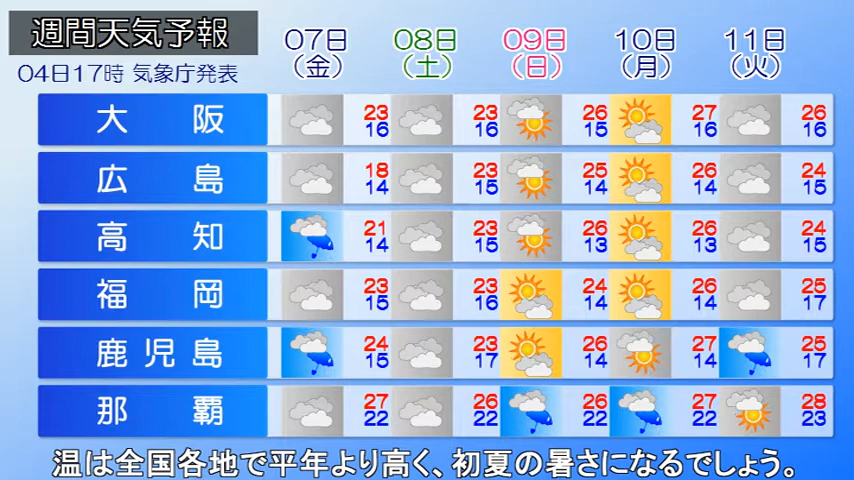 週間天気予報
04日17時 気象庁発表
07日 08日 09日 10日 11日
(金) (土) (日) (月) (火)
大阪 23 16 23 16 26 15 27 16 26 16
広島 18 14 23 15 25 14 26 14 24 15
高知 21 14 23 15 26 13 26 13 24 15
福岡 23 15 23 16 24 14 26 14 25 17
鹿児島 24 15 23 17 26 14 27 14 25 17
那覇 27 22 26 22 26 22 27 22 28 23
温は全国各地で平年より高く、初夏の暑さになるでしょう。